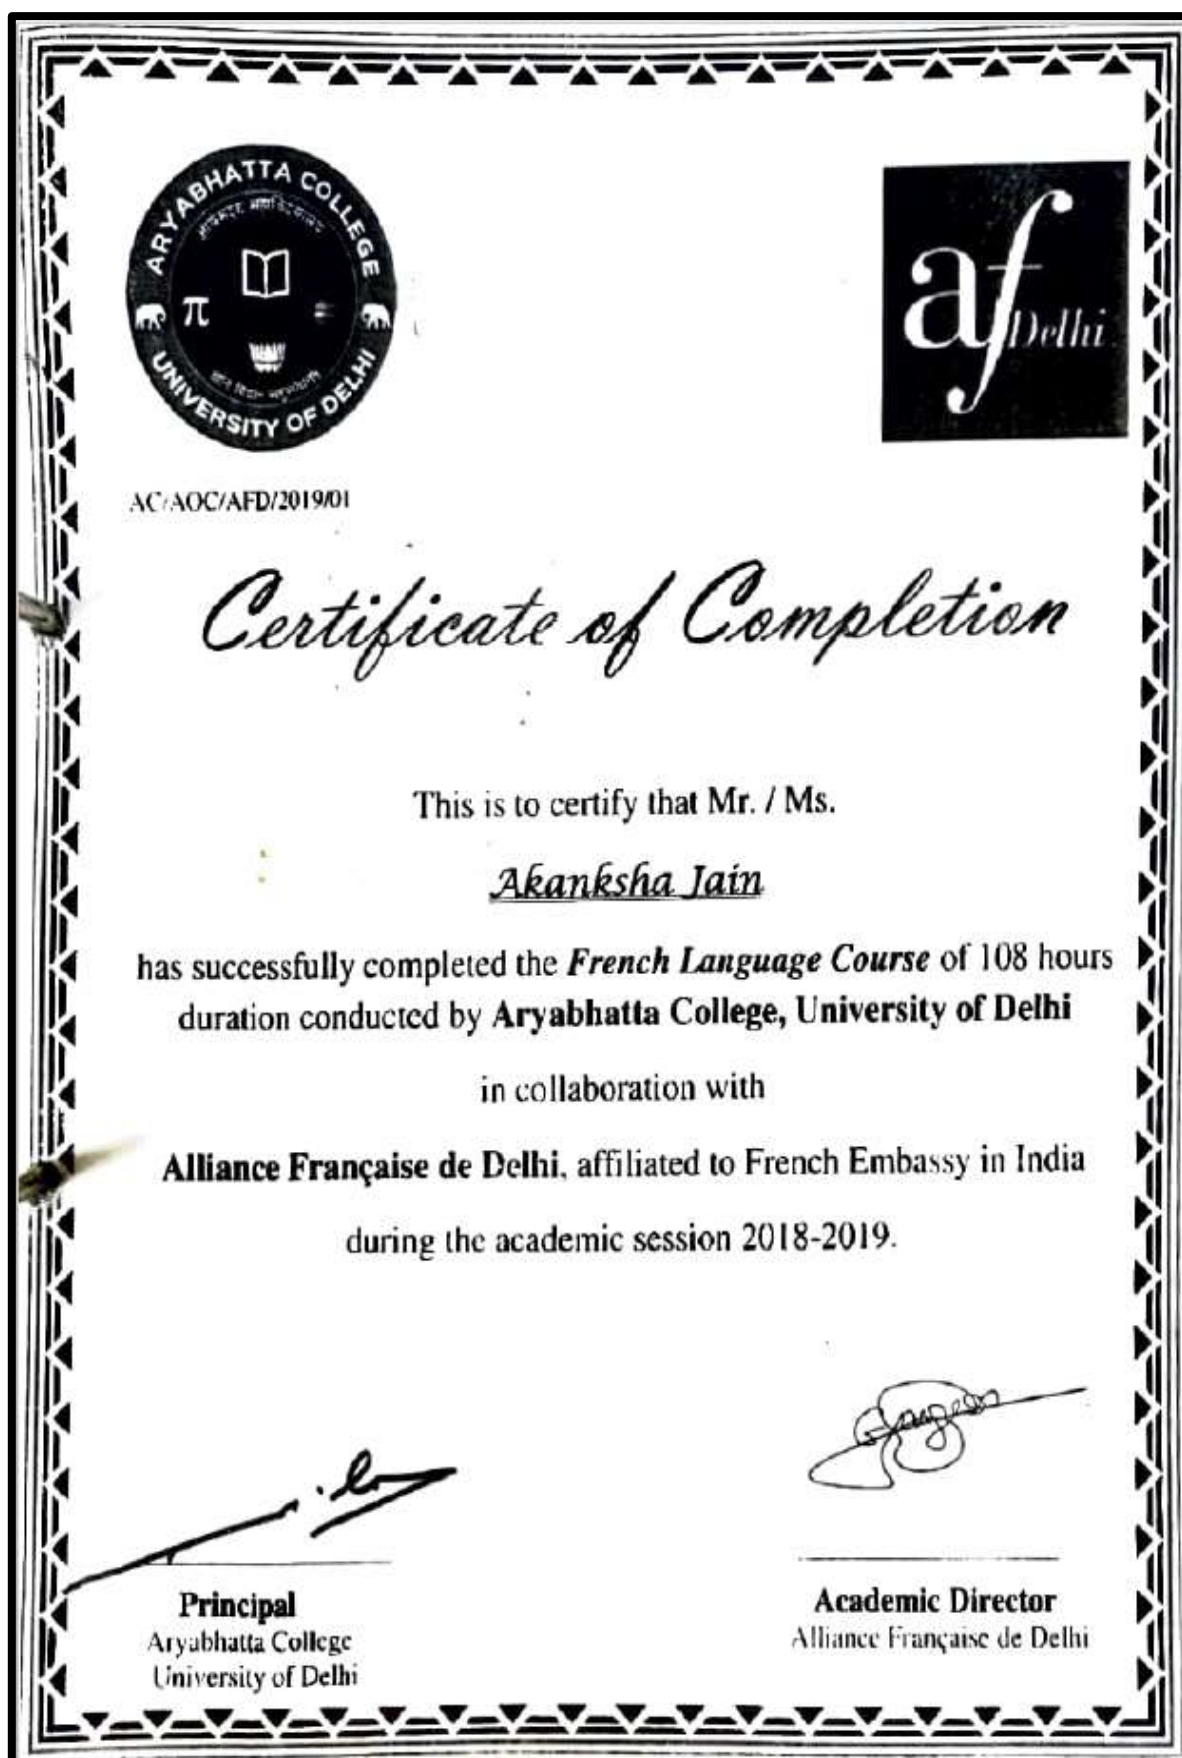 ARYABHATTA COLLEGE
π
UNIVERSITY OF DELHI
af Delhi
AC/AOC/AFD/2019/01
Certificate of Completion
This is to certify that Mr. / Ms.
Akanksha Jain
has successfully completed the French Language Course of 108 hours
duration conducted by Aryabhatta College, University of Delhi
in collaboration with
Alliance Française de Delhi, affiliated to French Embassy in India
during the academic session 2018-2019.
Principal
Aryabhatta College
University of Delhi
Academic Director
Alliance Française de Delhi